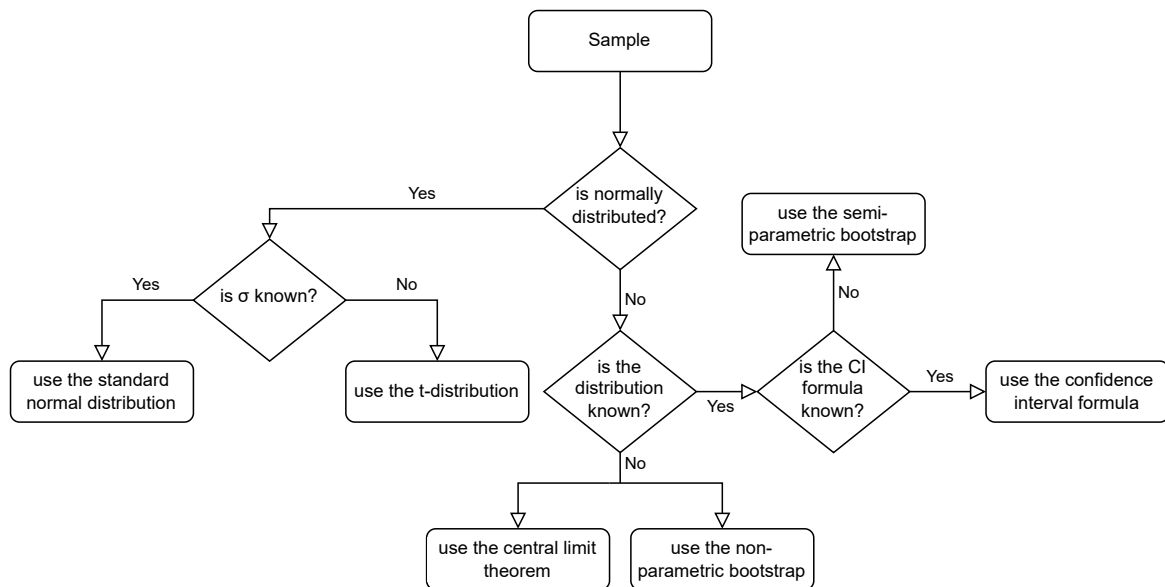 Sample
is normally
distributed?
Yes
is σ known?
Yes
use the standard
normal distribution
No
use the t-distribution
No
is the
distribution
known?
Yes
is the CI
formula
known?
No
use the semi-
parametric bootstrap
Yes
use the confidence
interval formula
No
use the central limit
theorem
use the non-
parametric bootstrap